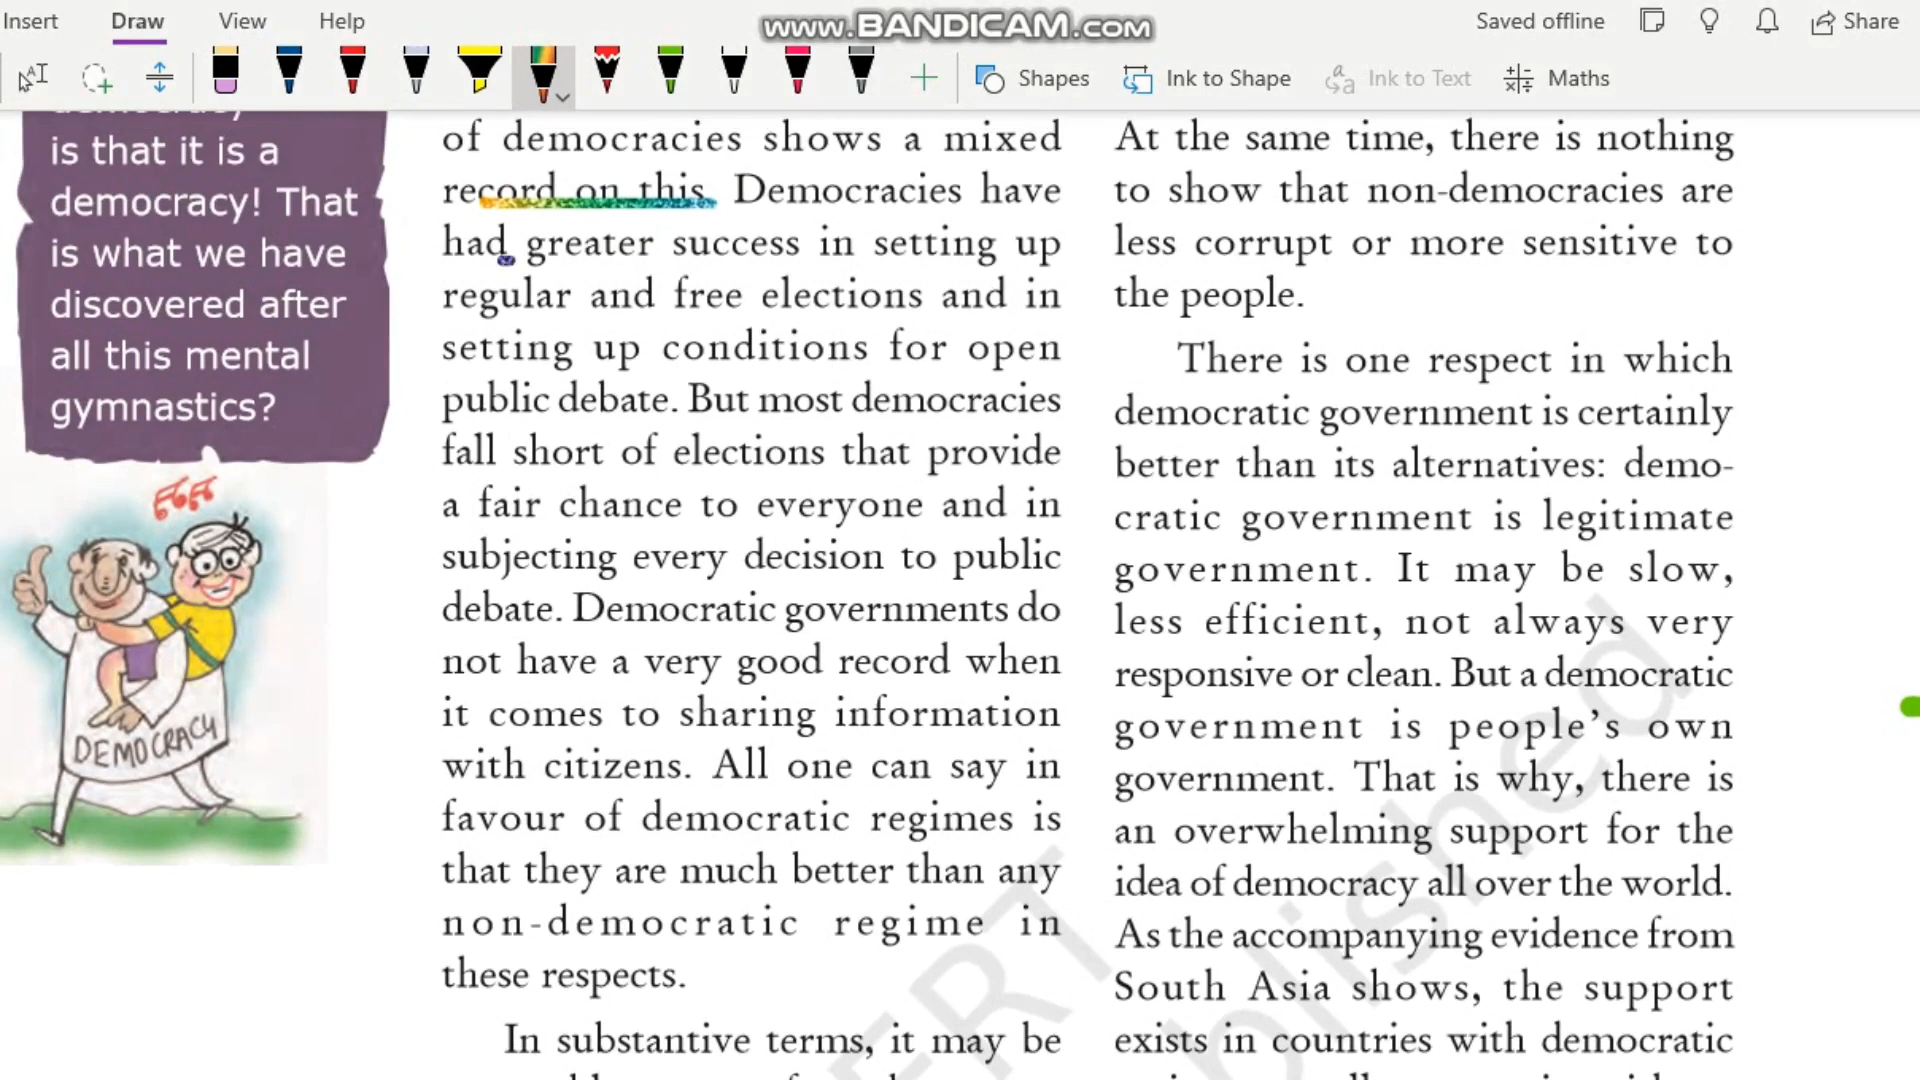 Insert Draw View Help
www.BANDICAM.com
Saved offline Share
Shapes Ink to Shape Ink to Text Maths
democracy
is that it is a
democracy! That
is what we have
discovered after
all this mental
gymnastics?
DEMOCRACY
of democracies shows a mixed
record on this. Democracies have
had greater success in setting up
regular and free elections and in
setting up conditions for open
public debate. But most democracies
fall short of elections that provide
a fair chance to everyone and in
subjecting every decision to public
debate. Democratic governments do
not have a very good record when
it comes to sharing information
with citizens. All one can say in
favour of democratic regimes is
that they are much better than any
non-democratic regime in
these respects.
In substantive terms, it may be
At the same time, there is nothing
to show that non-democracies are
less corrupt or more sensitive to
the people.
There is one respect in which
democratic government is certainly
better than its alternatives: demo-
cratic government is legitimate
government. It may be slow,
less efficient, not always very
responsive or clean. But a democratic
government is people's own
government. That is why, there is
an overwhelming support for the
idea of democracy all over the world.
As the accompanying evidence from
South Asia shows, the support
exists in countries with democratic